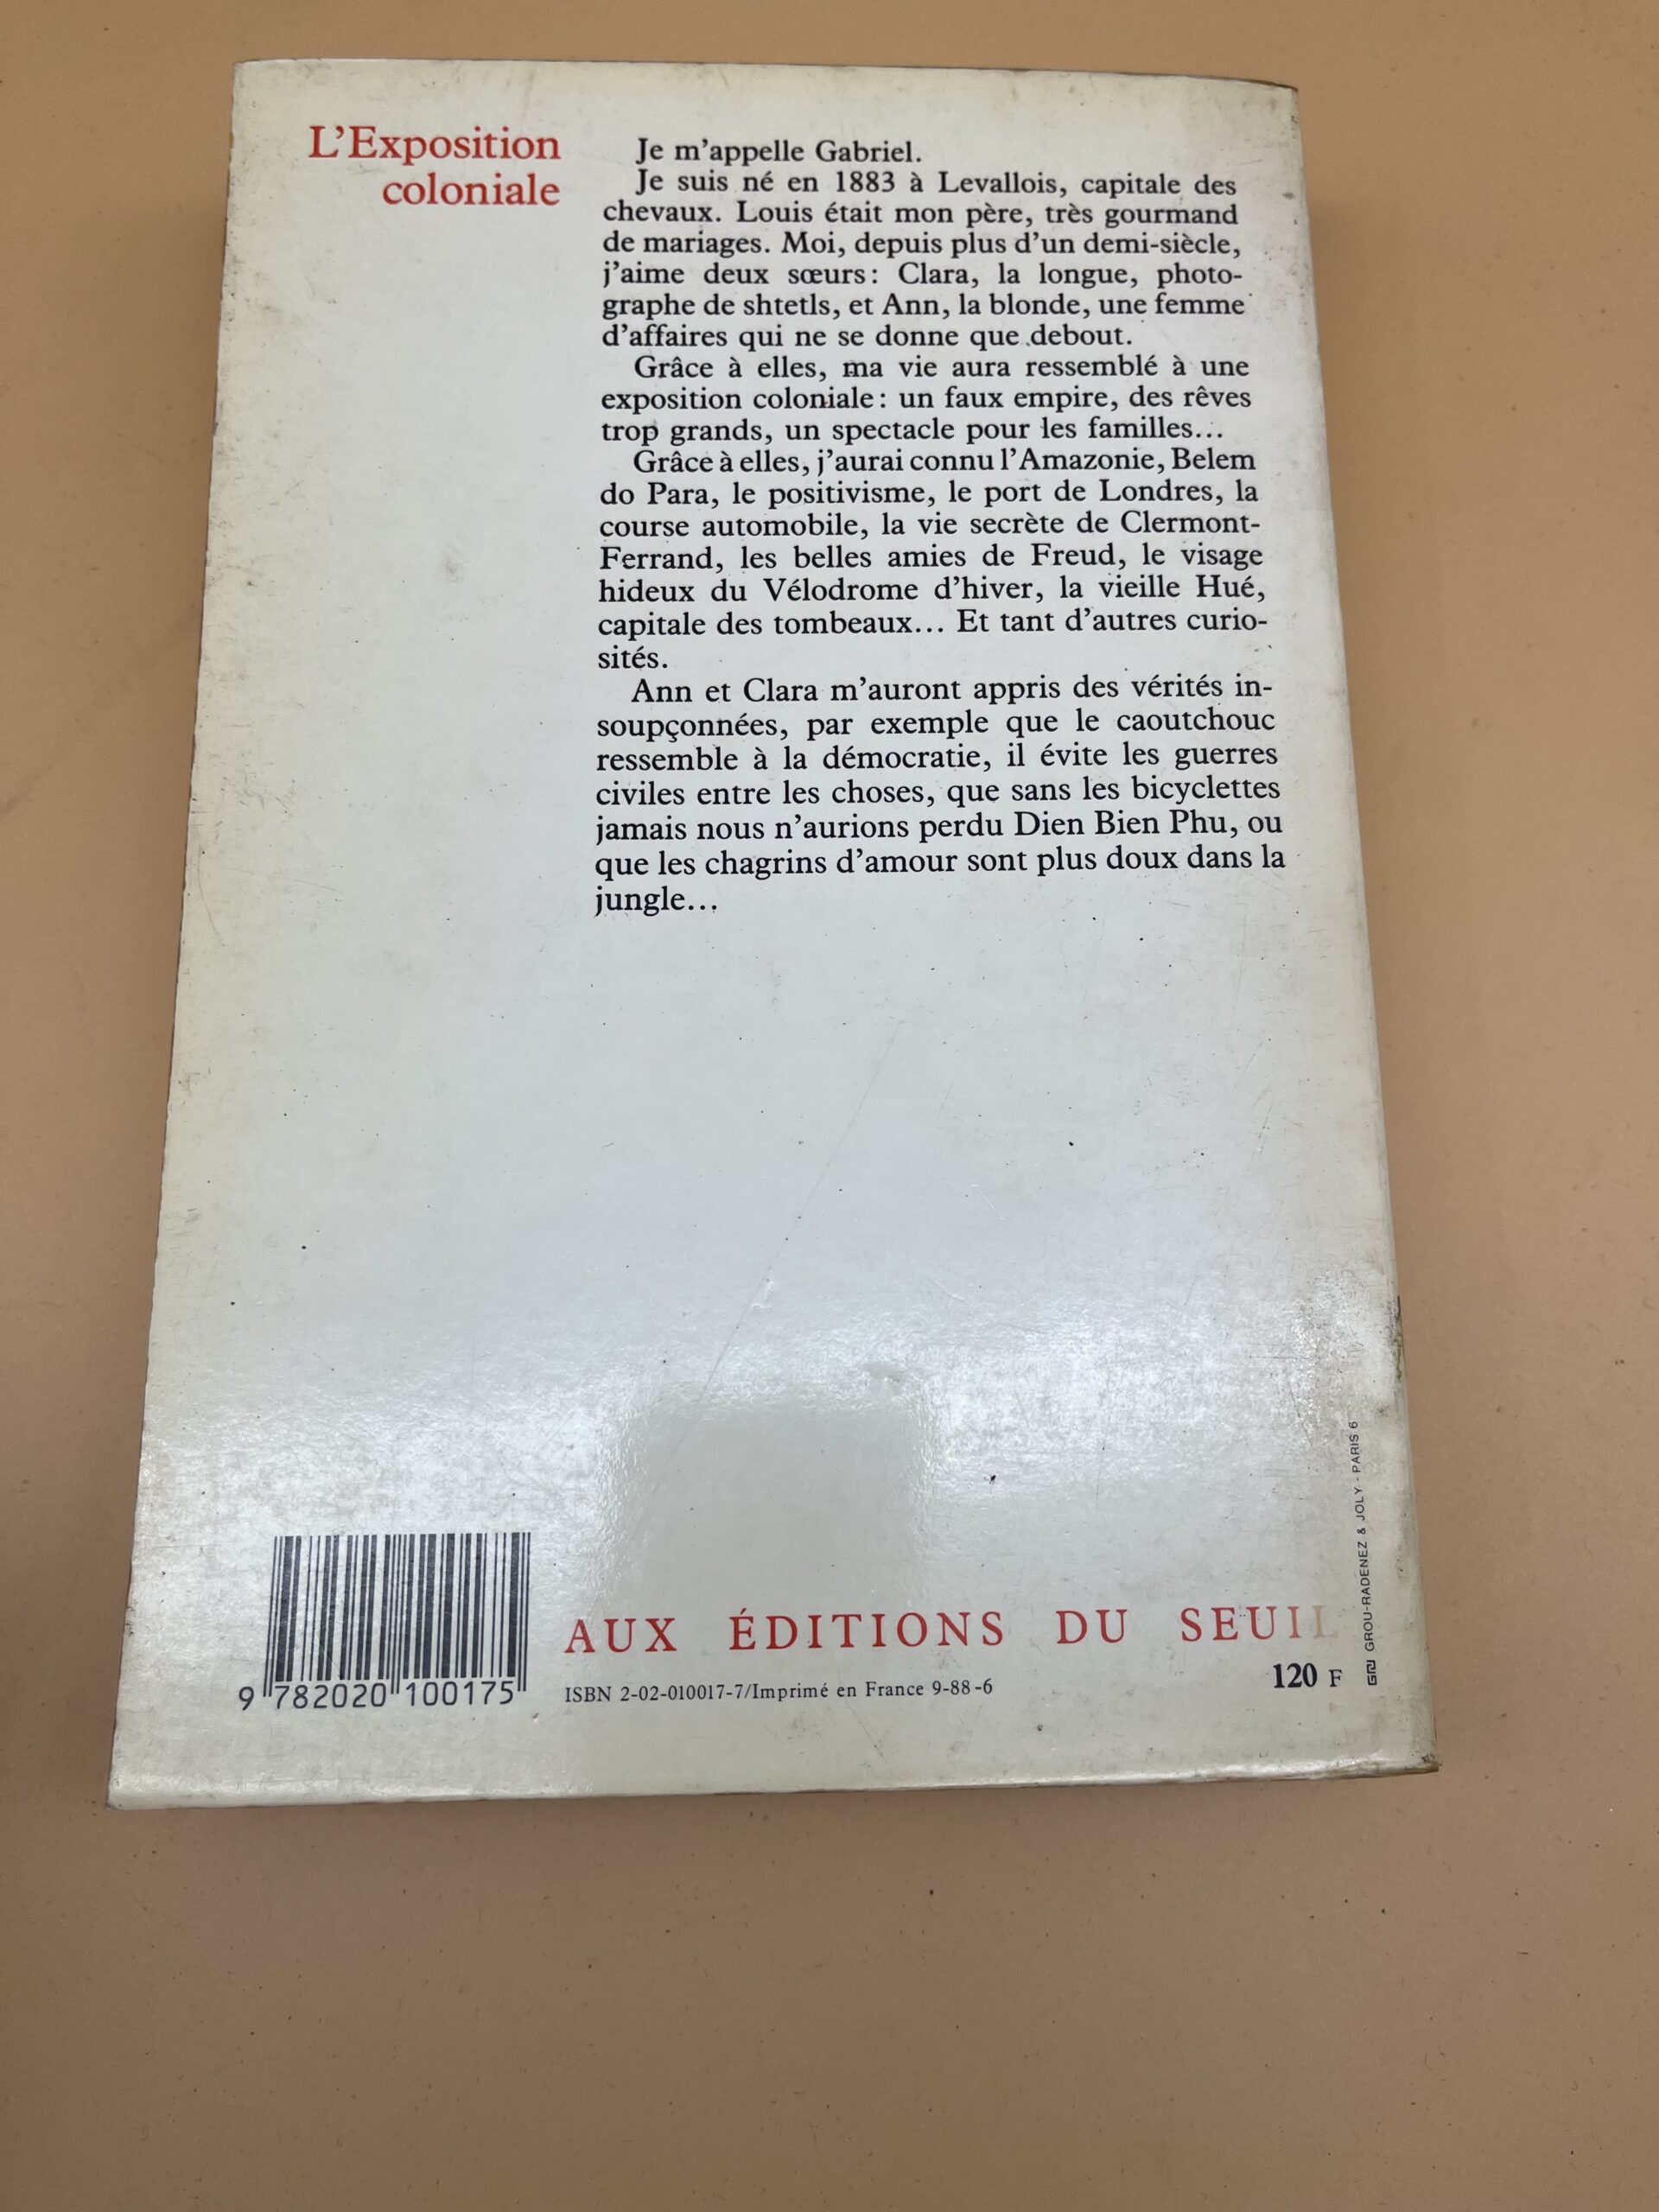 L'Exposition
coloniale
Je m'appelle Gabriel.
Je suis né en 1883 à Levallois, capitale des
chevaux. Louis était mon père, très gourmand
de mariages. Moi, depuis plus d'un demi-siècle,
j'aime deux sœurs: Clara, la longue, photo-
graphe de shtetls, et Ann, la blonde, une femme
d'affaires qui ne se donne que debout.
Grâce à elles, ma vie aura ressemblé à une
exposition coloniale: un faux empire, des rêves
trop grands, un spectacle pour les familles...
Grâce à elles, j'aurai connu l'Amazonie, Belem
do Para, le positivisme, le port de Londres, la
course automobile, la vie secrète de Clermont-
Ferrand, les belles amies de Freud, le visage
hideux du Vélodrome d'hiver, la vieille Hué,
capitale des tombeaux... Et tant d'autres curio-
sités.
Ann et Clara m'auront appris des vérités in-
soupçonnées, par exemple que le caoutchouc
ressemble à la démocratie, il évite les guerres
civiles entre les choses, que sans les bicyclettes
jamais nous n'aurions perdu Dien Bien Phu, ou
que les chagrins d'amour sont plus doux dans la
jungle...
9 782020 100175
AUX ÉDITIONS DU SEUIL
ISBN 2-02-010017-7/Imprimé en France 9-88-6
120 F
GROU-RADENEZ & JOLY - PARIS 6